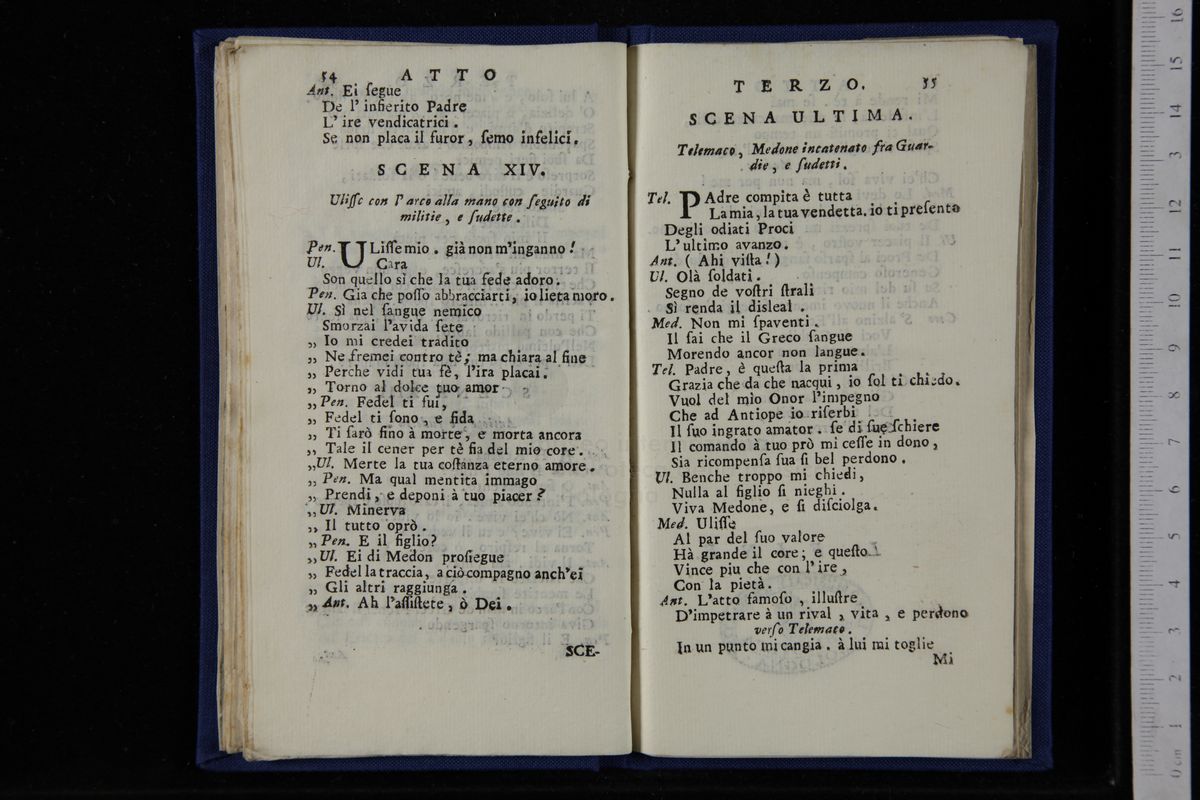 54 ATTO
Ant. Ei ſegue
De l' infierito Padre
L' ire vendicatrici.
Se non placa il furor, ſemo infelici.
SCENA XIV.
Uliſſe con l' arco alla mano con ſeguito di
militie, e ſudette.
Pen. ULiſſe mio. già non m'inganno!
Ul. Cara
Son quello sì che la tua fede adoro.
Pen. Gia che poſſo abbracciarti, io lieta moro.
Ul. Sì nel ſangue nemico
Smorzai l'avida ſete
„ Io mi credei tradito
„ Ne fremei contro tè; ma chiara al fine
„ Perche vidi tua fè, l'ira placai.
„ Torno al dolce tuo amor
„ Pen. Fedel ti fui,
„ Fedel ti ſono, e fida
„ Ti ſarò fino à morte, e morta ancora
„ Tale il cener per tè fia del mio core.
„ Ul. Merte la tua coſtanza eterno amore.
„ Pen. Ma qual mentita immago
„ Prendi, e deponi à tuo piacer?
„ Ul. Minerva
„ Il tutto oprò.
„ Pen. E il figlio?
„ Ul. Ei di Medon proſiegue
„ Fedel la traccia, a ciò compagno anch'ei
„ Gli altri raggiunga.
„ Ant. Ah l'aſſiſtete, ò Dei.
SCE-
TERZO. 55
SCENA ULTIMA.
Telemaco, Medone incatenato fra Guar-
die, e ſudetti.
Tel. PAdre compita è tutta
La mia, la tua vendetta. io ti preſento
Degli odiati Proci
L'ultimo avanzo.
Ant. (Ahi viſta!)
Ul. Olà ſoldati.
Segno de voſtri ſtrali
Sì renda il disleal.
Med. Non mi ſpaventi.
Il ſai che il Greco ſangue
Morendo ancor non langue.
Tel. Padre, è queſta la prima
Grazia che da che nacqui, io ſol ti chiedo.
Vuol del mio Onor l'impegno
Che ad Antiope io riſerbi
Il ſuo ingrato amator. ſe di ſue ſchiere
Il comando à tuo prò mi ceſſe in dono,
Sia ricompenſa ſua ſi bel perdono.
Ul. Benche troppo mi chiedi,
Nulla al figlio ſi nieghi.
Viva Medone, e ſi diſciolga.
Med. Uliſſe
Al par del ſuo valore
Hà grande il core; e queſto
Vince piu che con l'ire,
Con la pietà.
Ant. L'atto famoſo, illuſtre
D'impetrare à un rival, vita, e perdono
verſo Telemaco.
In un punto mi cangia. à lui mi toglie
Mi